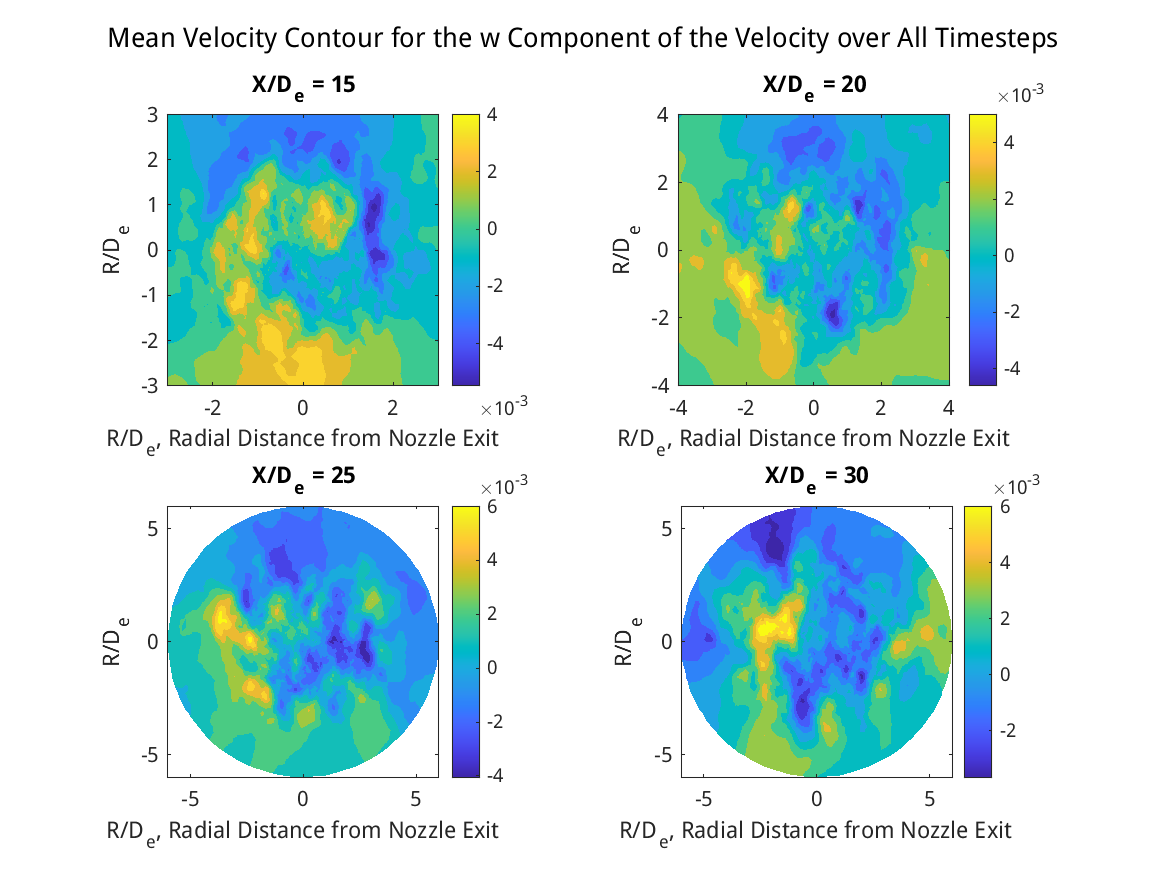 Mean Velocity Contour for the w Component of the Velocity over All Timesteps
X/Dₑ = 15
3
2
1
0
-1
-2
-3
R/Dₑ
-2 0 2
R/Dₑ, Radial Distance from Nozzle Exit
4
2
0
-2
-4
×10⁻³
X/Dₑ = 20
×10⁻³
4
2
0
-2
-4
R/Dₑ
-4 -2 0 2 4
R/Dₑ, Radial Distance from Nozzle Exit
4
2
0
-2
-4
X/Dₑ = 25
×10⁻³
5
0
-5
R/Dₑ
-5 0 5
R/Dₑ, Radial Distance from Nozzle Exit
6
4
2
0
-2
-4
X/Dₑ = 30
×10⁻³
5
0
-5
R/Dₑ
-5 0 5
R/Dₑ, Radial Distance from Nozzle Exit
6
4
2
0
-2